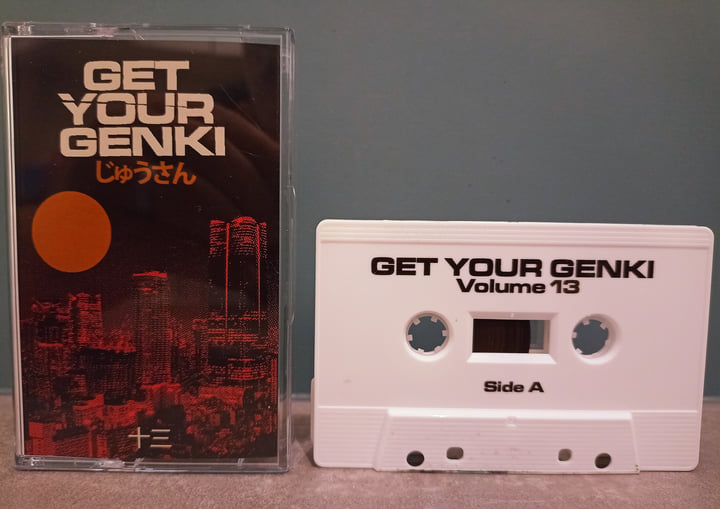 GET
YOUR
GENKI
じゅうさん
十三
GET YOUR GENKI
Volume 13
Side A